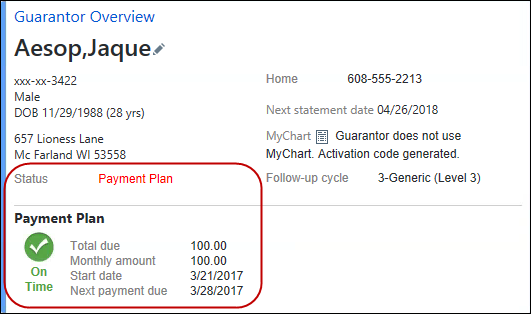 Guarantor Overview
Aesop,Jaque
xxx-xx-3422
Male
DOB 11/29/1988 (28 yrs)
657 Lioness Lane
Mc Farland WI 53558
Status Payment Plan
Home 608-555-2213
Next statement date 04/26/2018
MyChart Guarantor does not use
MyChart. Activation code generated.
Follow-up cycle 3-Generic (Level 3)
Payment Plan
On
Time
Total due 100.00
Monthly amount 100.00
Start date 3/21/2017
Next payment due 3/28/2017